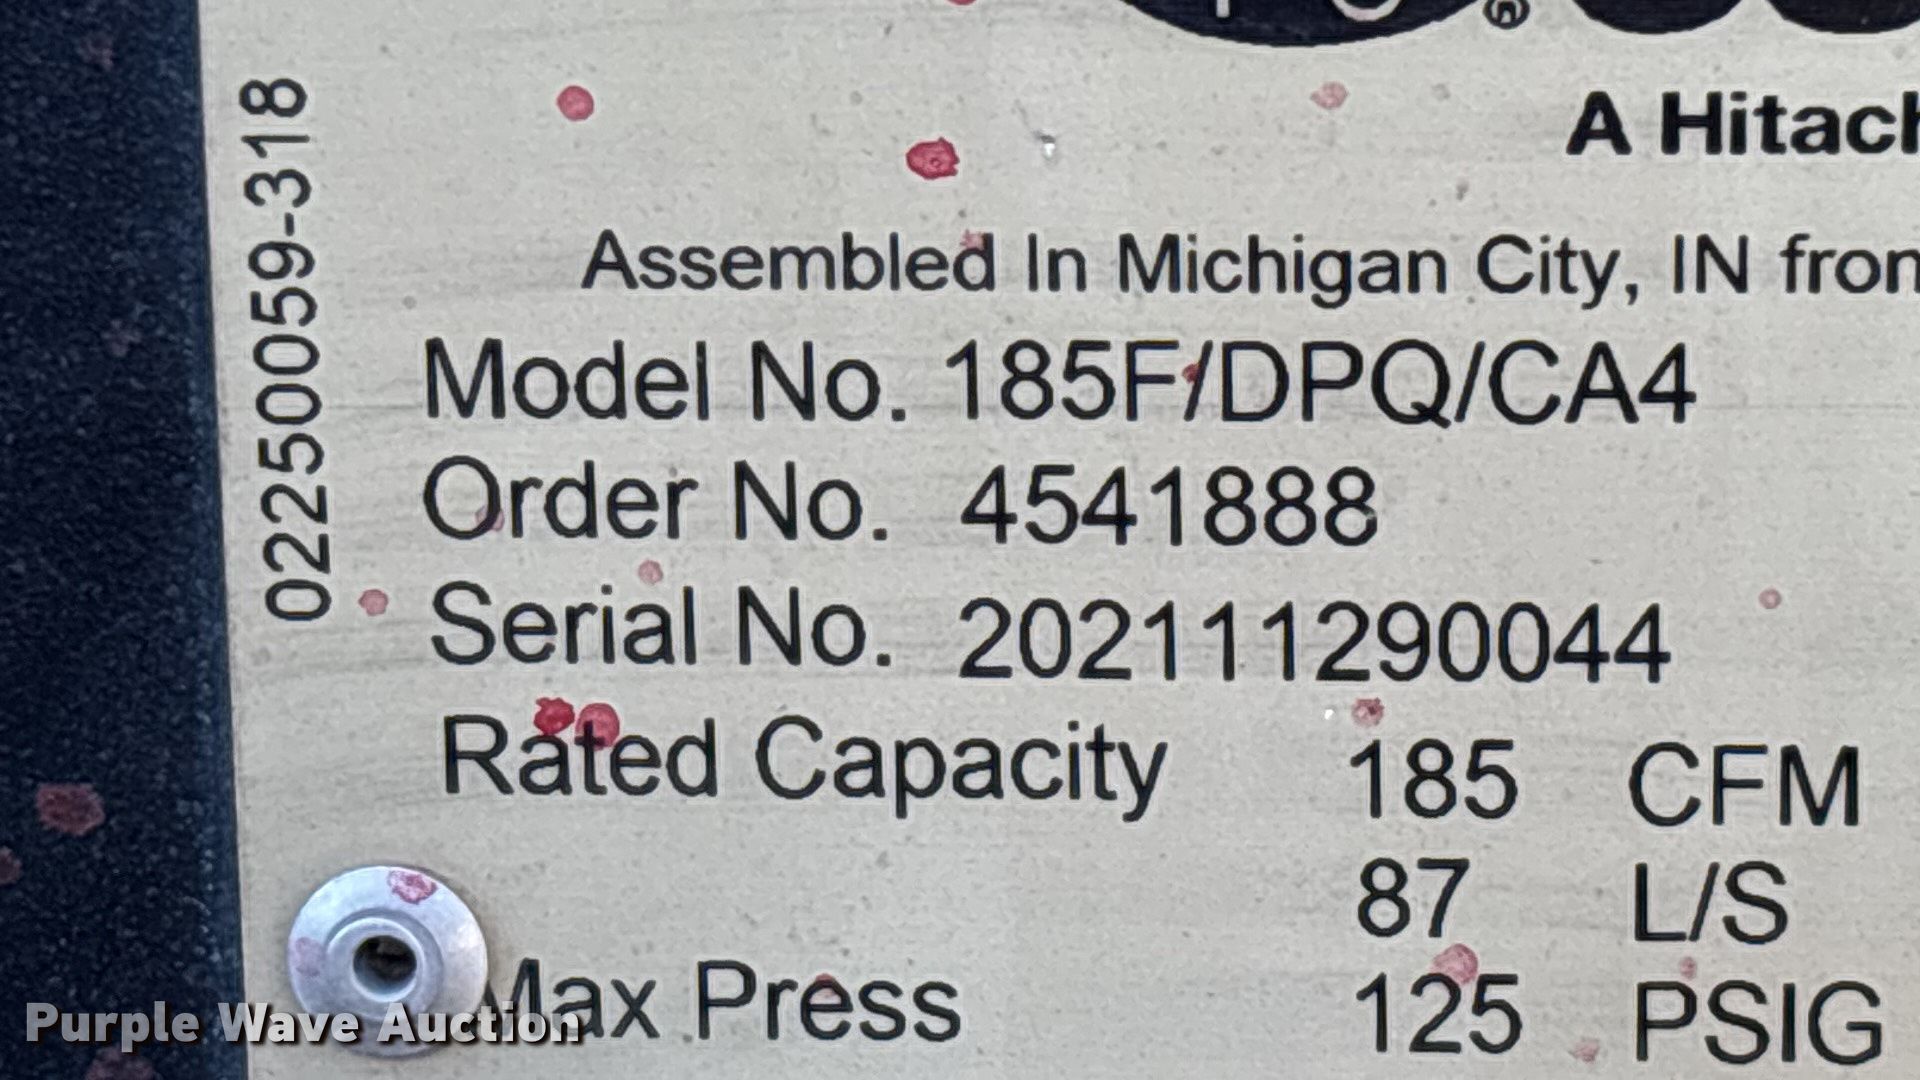 A Hitach
Assembled In Michigan City, IN from
Model No. 185F/DPQ/CA4
Order No. 4541888
Serial No. 202111290044
Rated Capacity 185 CFM
87 L/S
Max Press 125 PSIG
02250059-318
Purple Wave Auction